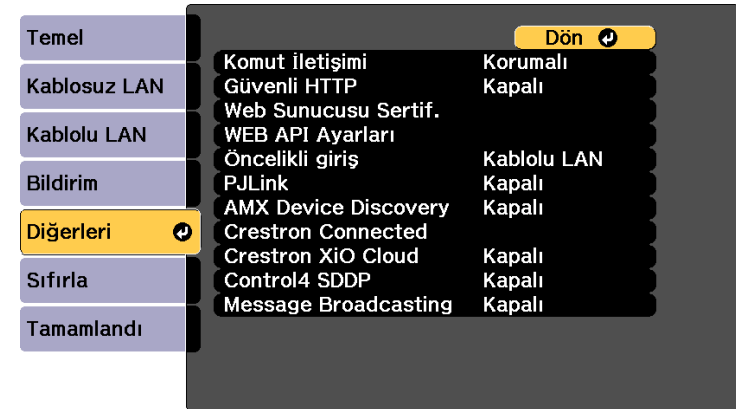 Temel
Kablosuz LAN
Kablolu LAN
Bildirim
Diğerleri
Sıfırla
Tamamlandı
Dön
Komut İletişimi Korumalı
Güvenli HTTP Kapalı
Web Sunucusu Sertif.
WEB API Ayarları
Öncelikli giriş Kablolu LAN
PJLink Kapalı
AMX Device Discovery Kapalı
Crestron Connected
Crestron XiO Cloud Kapalı
Control4 SDDP Kapalı
Message Broadcasting Kapalı